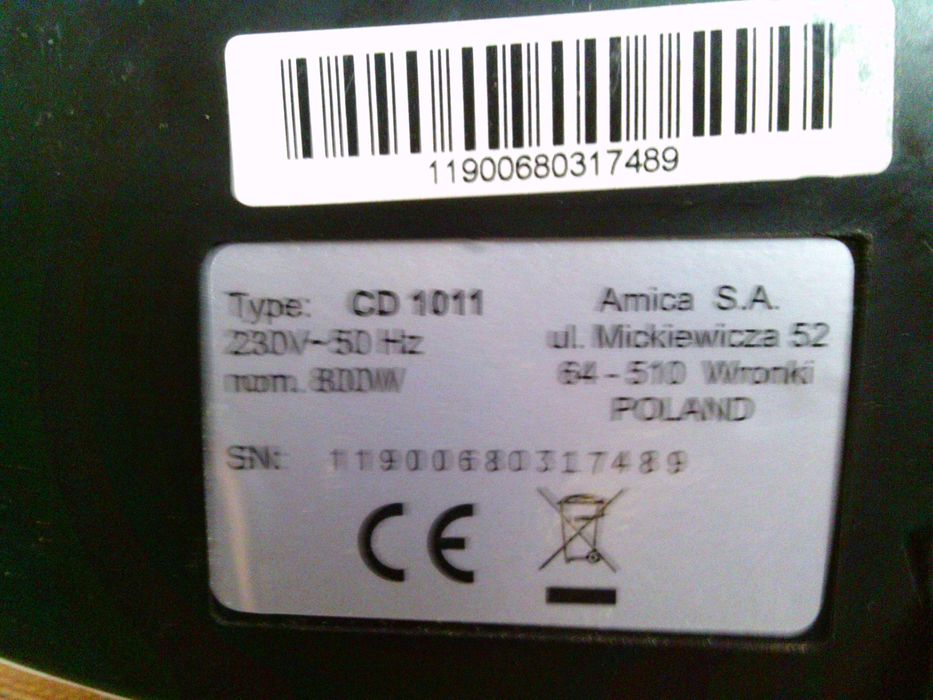 11900680317489
Type: CD 1011
230V~50 Hz
nom. 800W
Amica S.A.
ul. Mickiewicza 52
64-510 Wronki
POLAND
SN: 11900680317489
CE